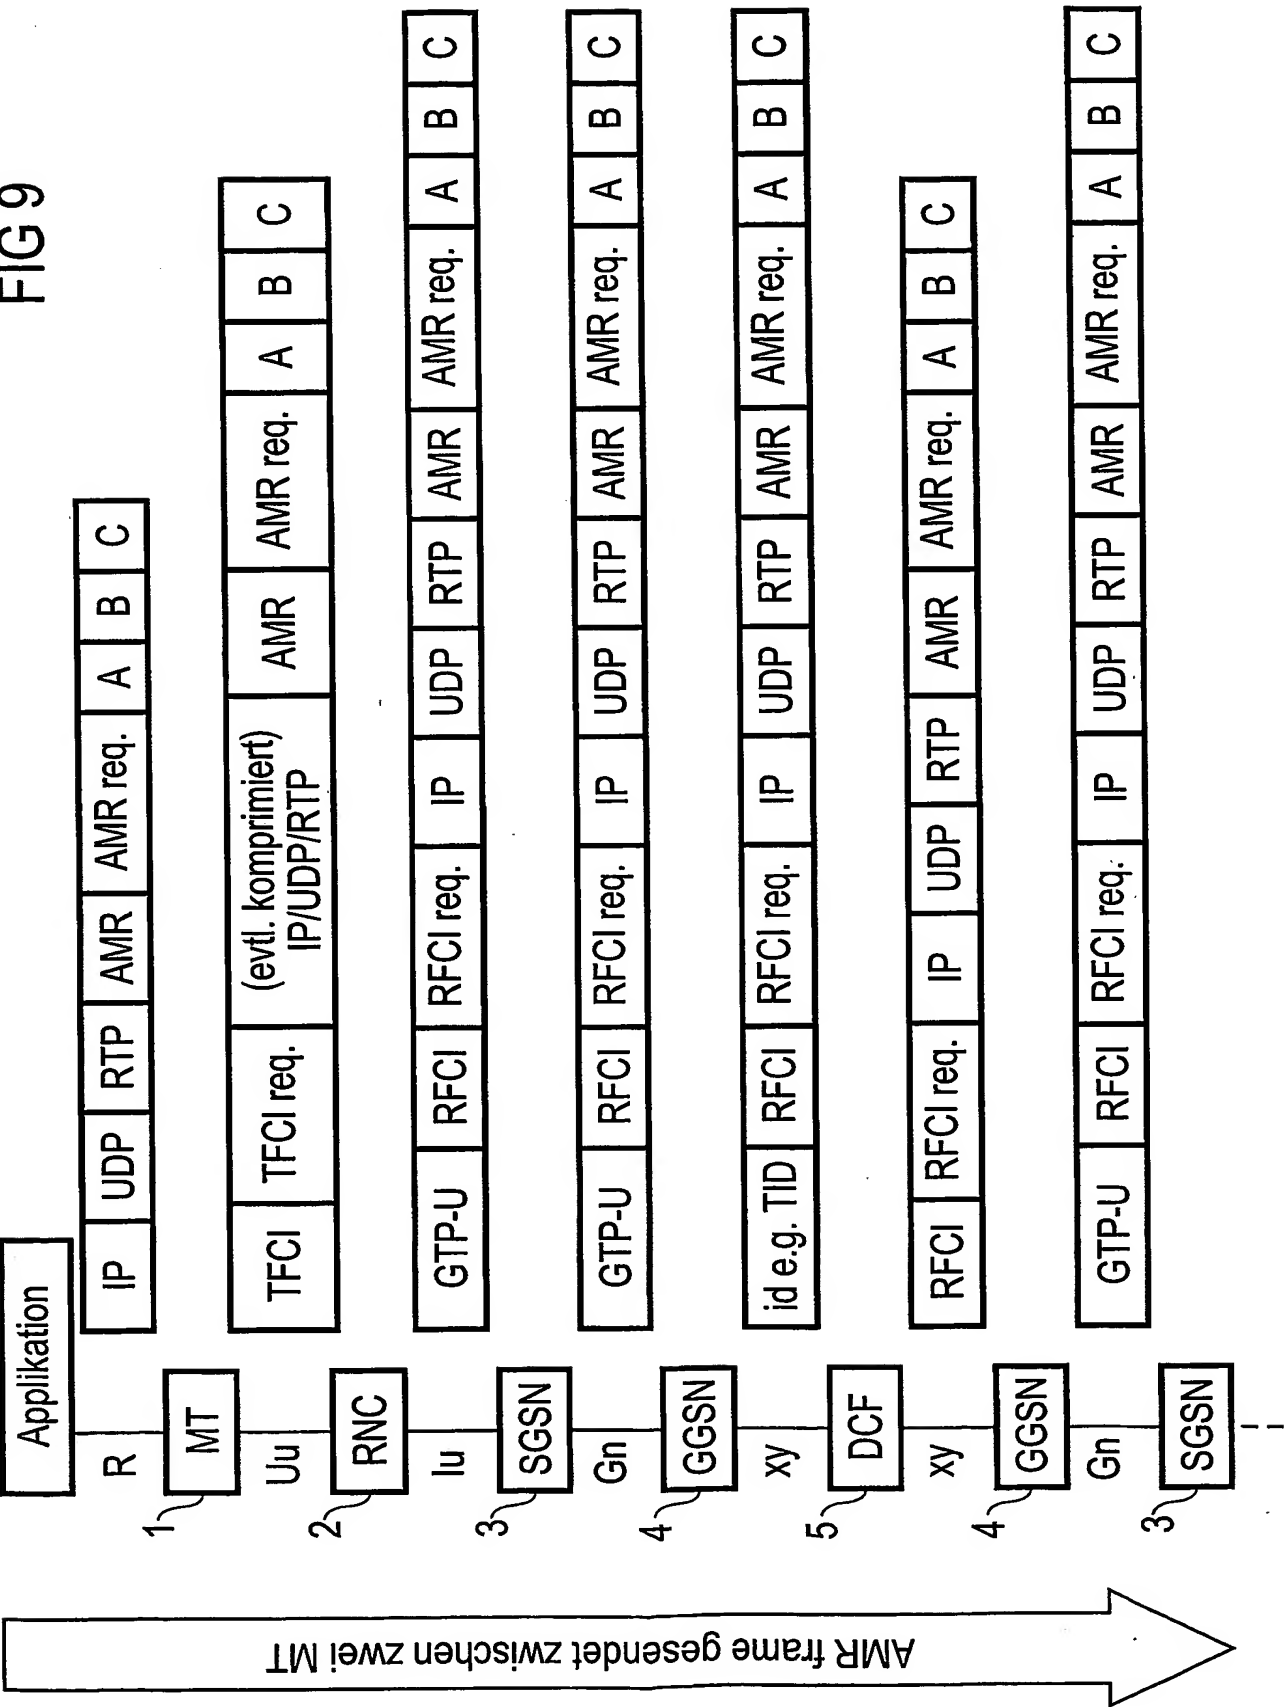 FIG 9
Applikation
R
IP UDP RTP AMR AMR req. A B C
1 MT
Uu
TFCI TFCI req. (evtl. komprimiert) IP/UDP/RTP AMR AMR req. A B C
2 RNC
Iu
GTP-U RFCI RFCI req. IP UDP RTP AMR AMR req. A B C
3 SGSN
Gn
GTP-U RFCI RFCI req. IP UDP RTP AMR AMR req. A B C
4 GGSN
xy
id e.g. TID RFCI RFCI req. IP UDP RTP AMR AMR req. A B C
5 DCF
xy
RFCI RFCI req. IP UDP RTP AMR AMR req. A B C
4 GGSN
Gn
GTP-U RFCI RFCI req. IP UDP RTP AMR AMR req. A B C
3 SGSN
AMR frame gesendet zwischen zwei MT